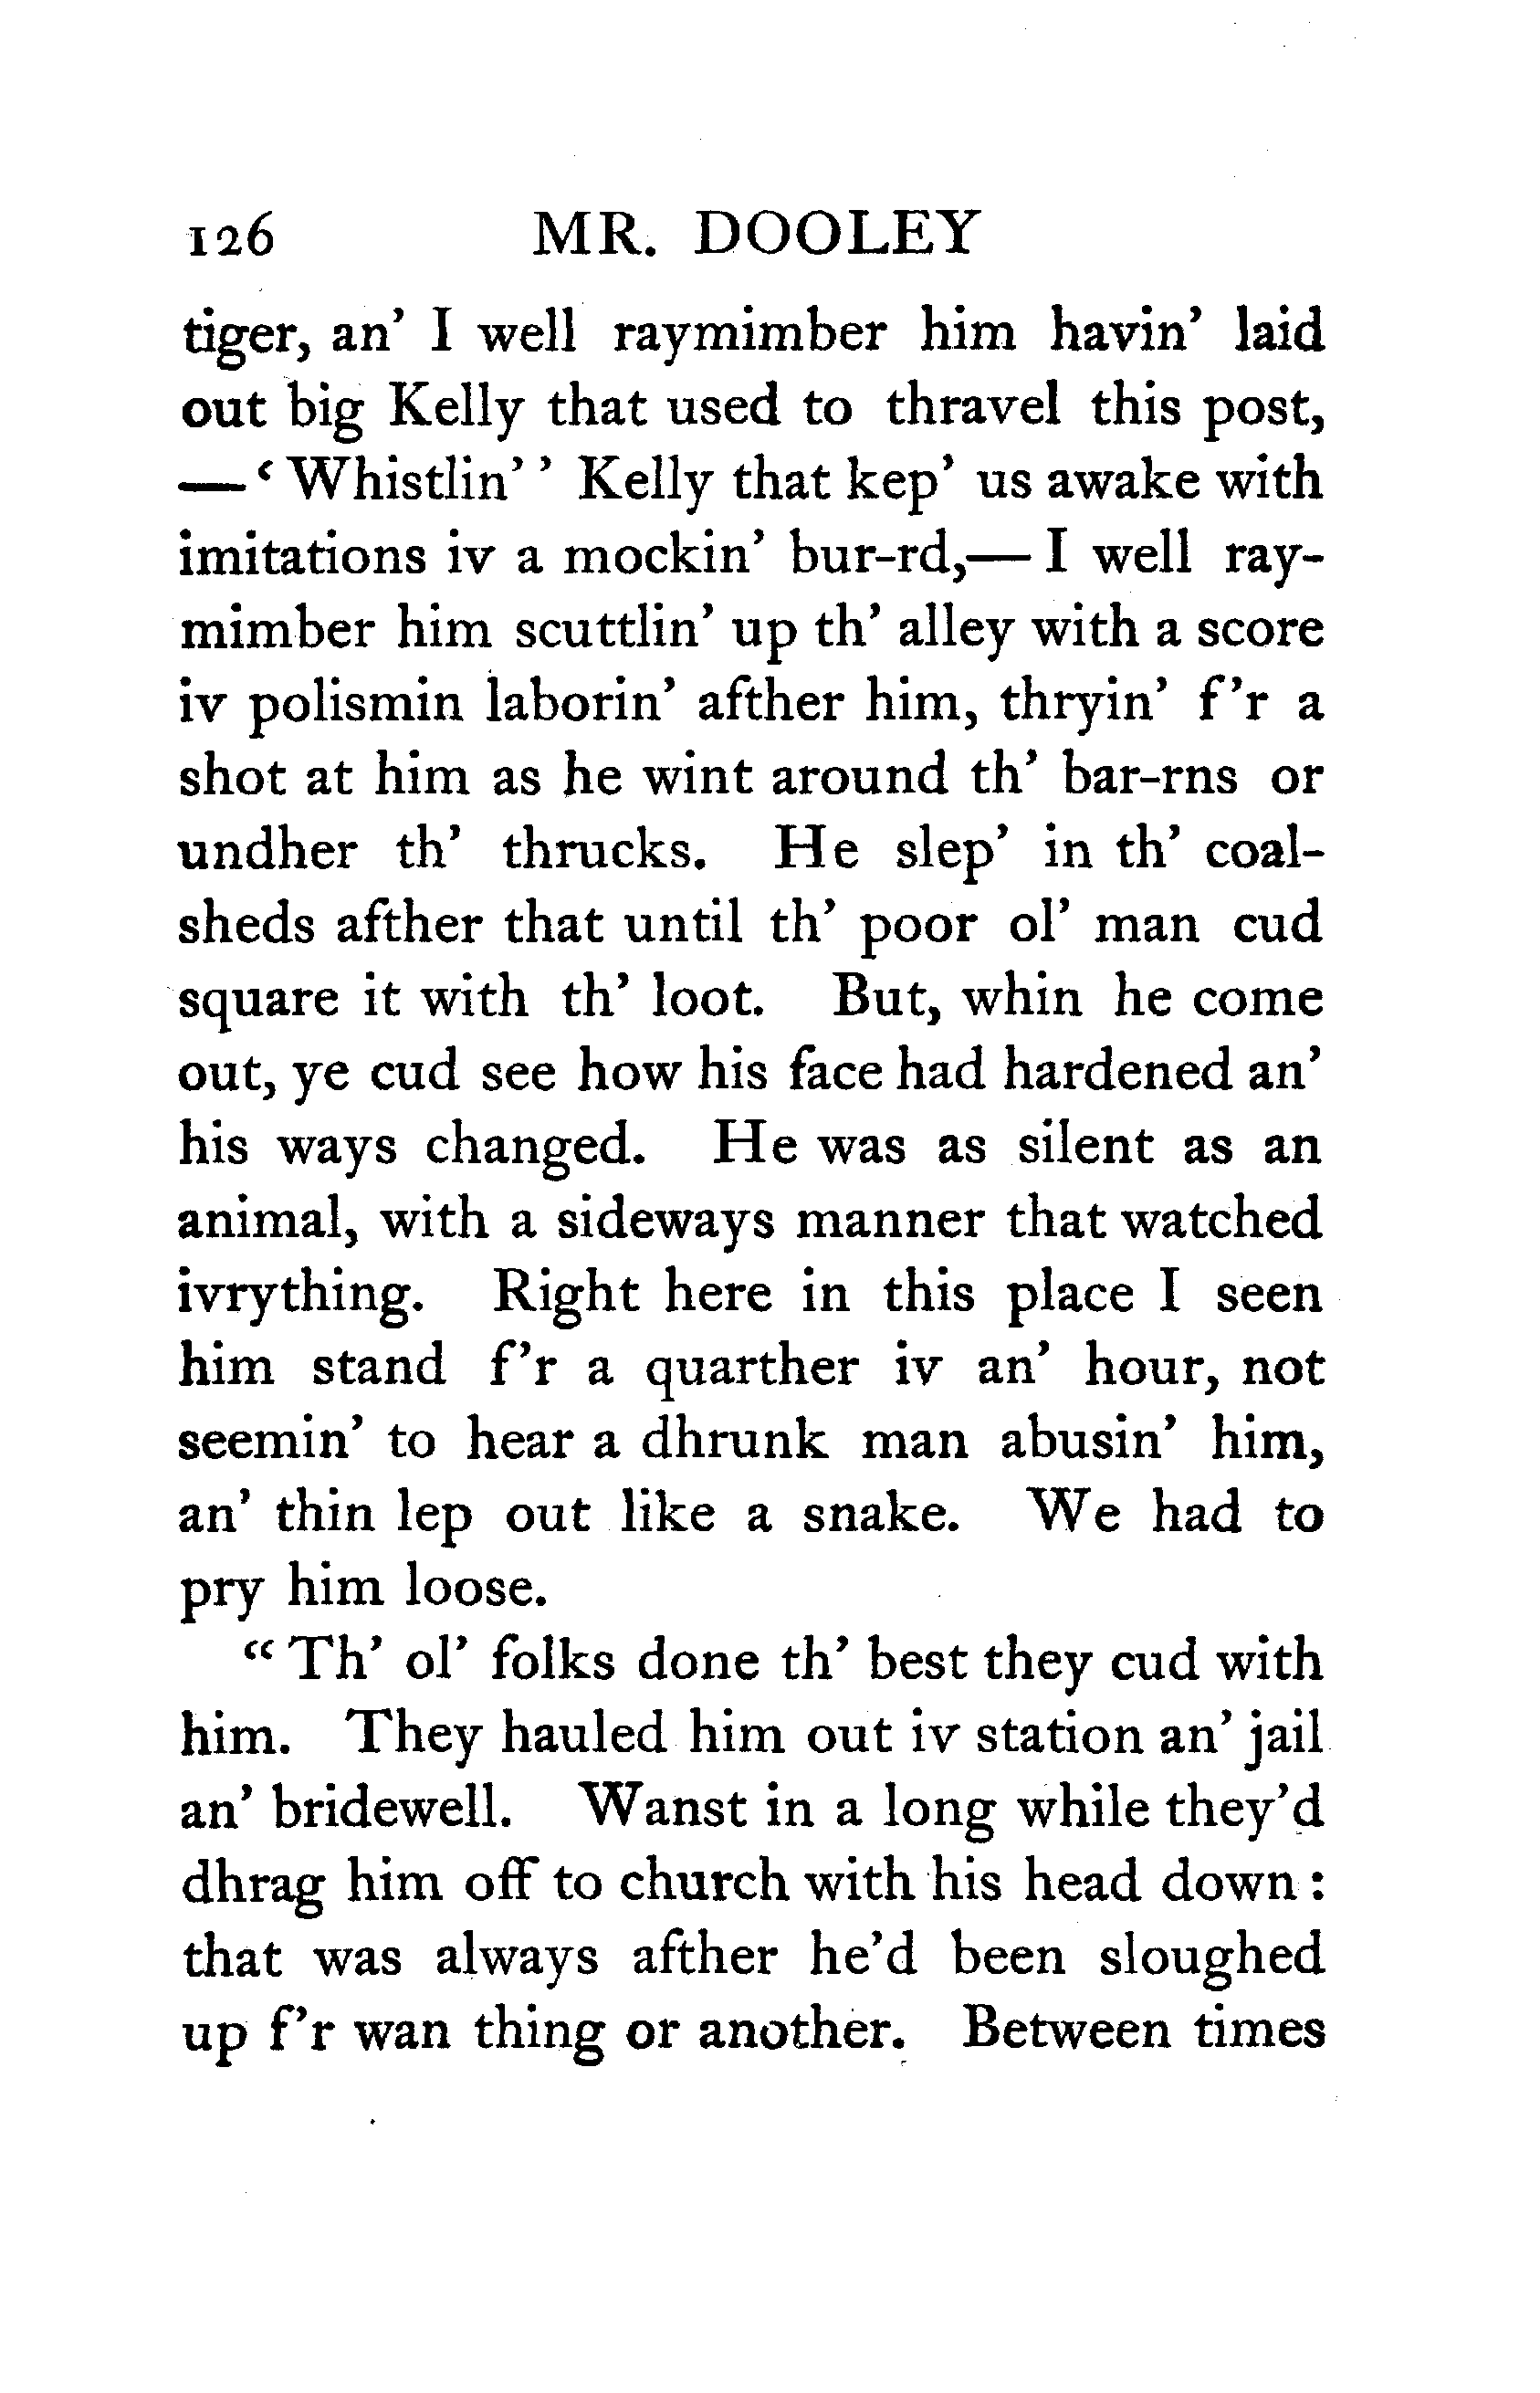 126 MR. DOOLEY
tiger, an’ I well raymimber him havin’ laid
out big Kelly that used to thravel this post,
—‘Whistlin’’ Kelly that kep’ us awake with
imitations iv a mockin’ bur-rd,—I well ray-
mimber him scuttlin’ up th’ alley with a score
iv polismin laborin’ afther him, thryin’ f’r a
shot at him as he wint around th’ bar-rns or
undher th’ thrucks. He slep’ in th’ coal-
sheds afther that until th’ poor ol’ man cud
square it with th’ loot. But, whin he come
out, ye cud see how his face had hardened an’
his ways changed. He was as silent as an
animal, with a sideways manner that watched
ivrything. Right here in this place I seen
him stand f’r a quarther iv an’ hour, not
seemin’ to hear a dhrunk man abusin’ him,
an’ thin lep out like a snake. We had to
pry him loose.
“Th’ ol’ folks done th’ best they cud with
him. They hauled him out iv station an’ jail
an’ bridewell. Wanst in a long while they’d
dhrag him off to church with his head down:
that was always afther he’d been sloughed
up f’r wan thing or another. Between times